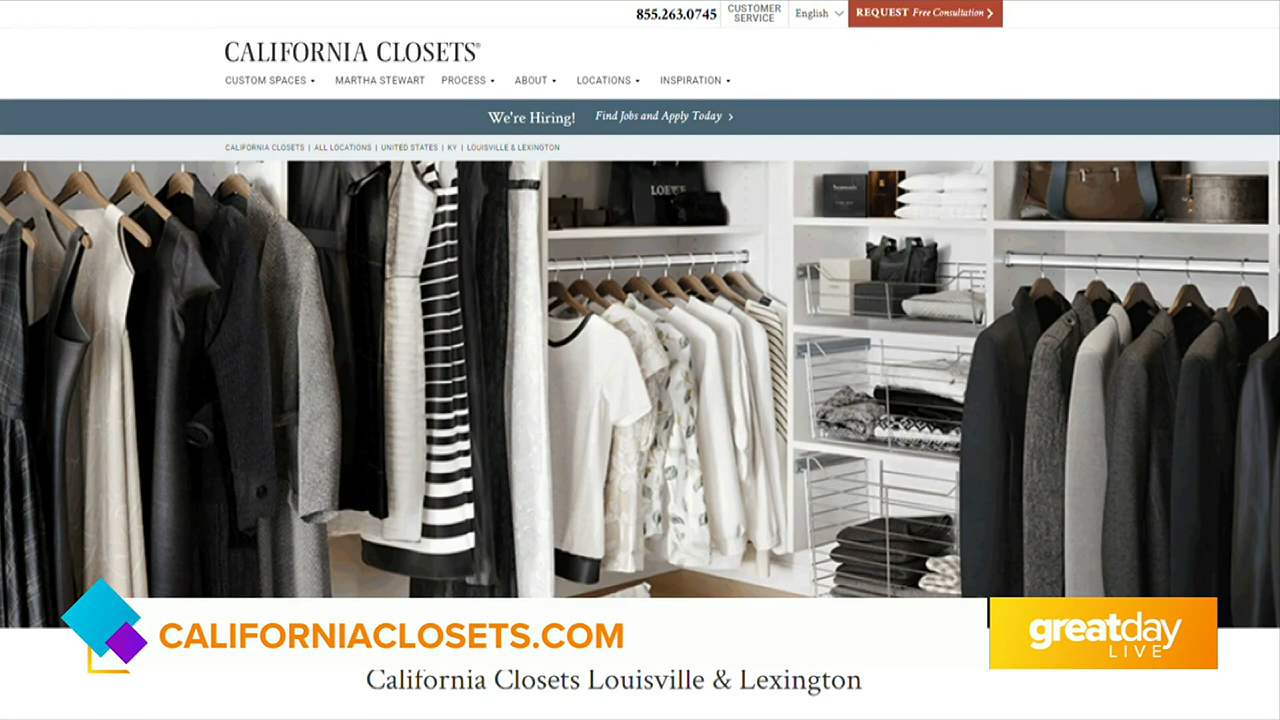 855.263.0745 CUSTOMER SERVICE English REQUEST Free Consultation
CALIFORNIA CLOSETS®
CUSTOM SPACES MARTHA STEWART PROCESS ABOUT LOCATIONS INSPIRATION
We're Hiring! Find Jobs and Apply Today
CALIFORNIA CLOSETS | ALL LOCATIONS | UNITED STATES | KY | LOUISVILLE & LEXINGTON
LOEWE
CALIFORNIACLOSETS.COM
greatday
LIVE
California Closets Louisville & Lexington